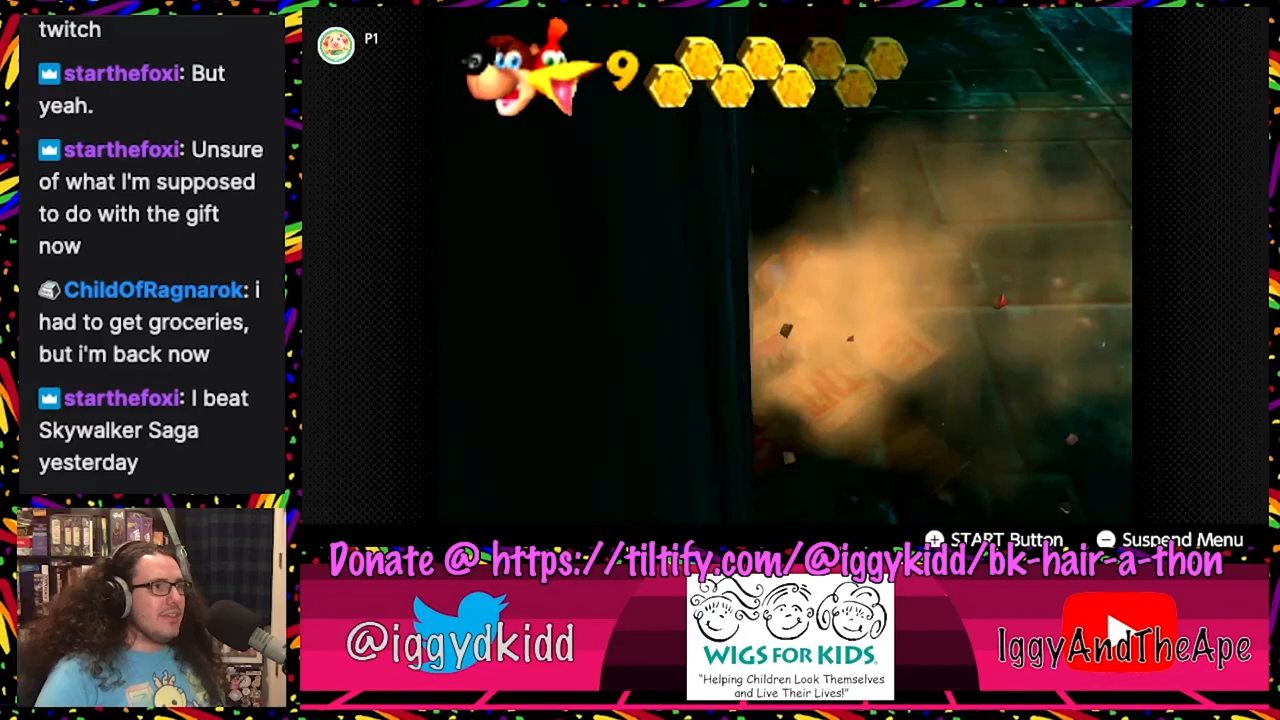 twitch
starthefoxi: But
yeah.
starthefoxi: Unsure
of what I'm supposed
to do with the gift
now
ChildOfRagnarok: i
had to get groceries,
but i'm back now
starthefoxi: I beat
Skywalker Saga
yesterday
P1
9
TNT
START Button
Suspend Menu
Donate @ https://tiltify.com/@iggykidd/bk-hair-a-thon
@iggydkidd
WIGS FOR KIDS.
"Helping Children Look Themselves
and Live Their Lives!"
IggyAndTheApe